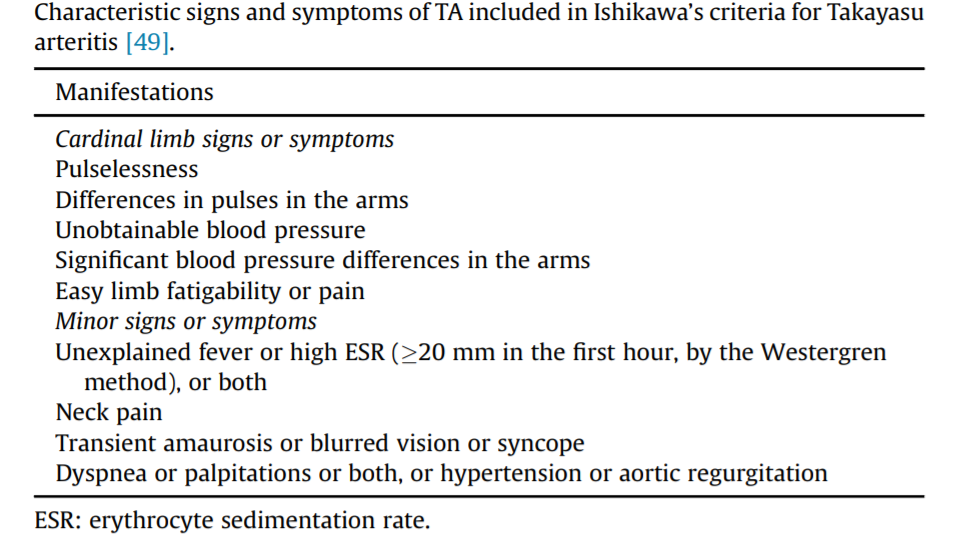 Characteristic signs and symptoms of TA included in Ishikawa’s criteria for Takayasu
arteritis [49].
Manifestations
Cardinal limb signs or symptoms
Pulselessness
Differences in pulses in the arms
Unobtainable blood pressure
Significant blood pressure differences in the arms
Easy limb fatigability or pain
Minor signs or symptoms
Unexplained fever or high ESR (≥20 mm in the first hour, by the Westergren
method), or both
Neck pain
Transient amaurosis or blurred vision or syncope
Dyspnea or palpitations or both, or hypertension or aortic regurgitation
ESR: erythrocyte sedimentation rate.